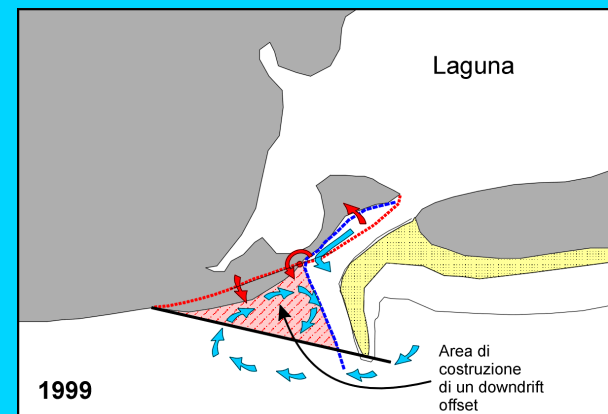 Laguna
Area di
costruzione
di un downdrift
offset
1999